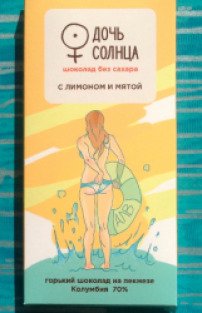 ДОЧЬ
СОЛНЦА
шоколад без сахара
с лимоном и мятой
горький шоколад на пекмезе
Колумбия 70%